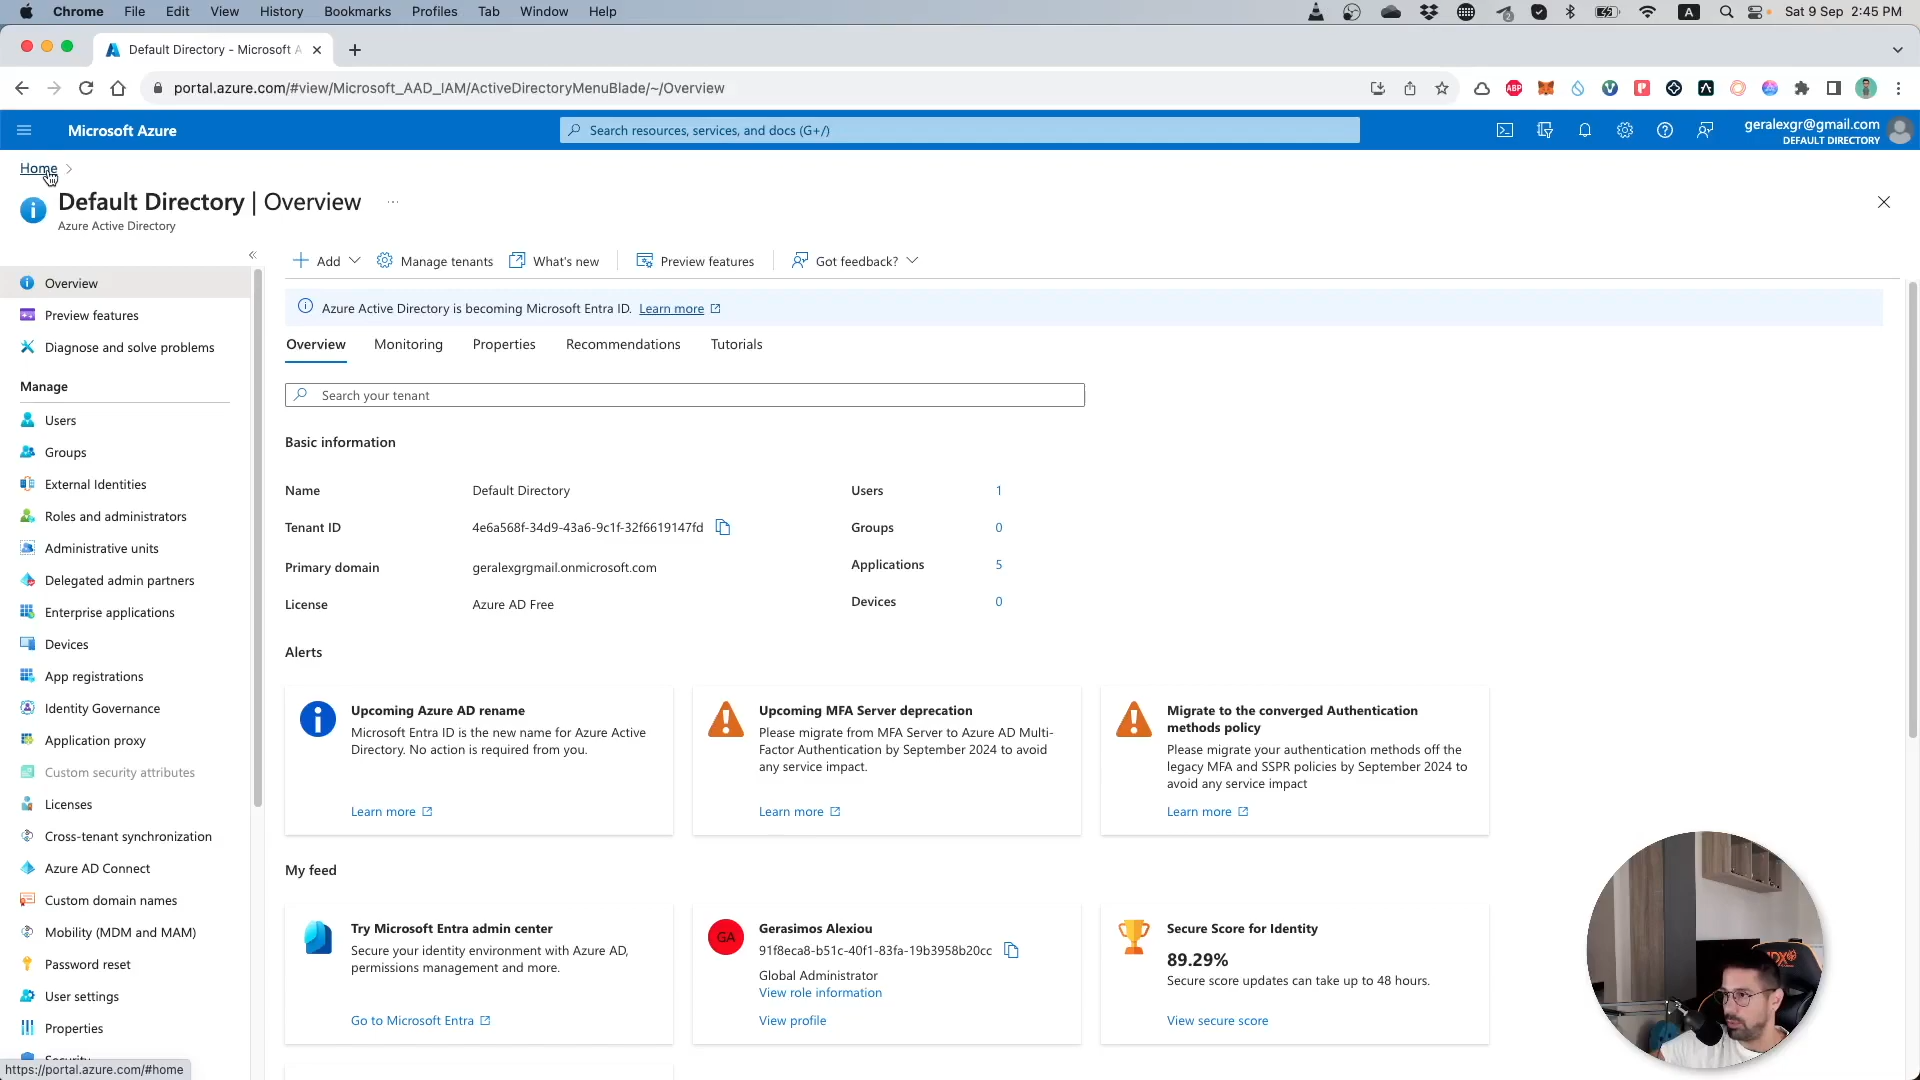 Chrome File Edit View History Bookmarks Profiles Tab Window Help
A Sat 9 Sep 2:45 PM
Default Directory - Microsoft A
portal.azure.com/#view/Microsoft_AAD_IAM/ActiveDirectoryMenuBlade/~/Overview
ABP
Microsoft Azure
Search resources, services, and docs (G+/)
geralexgr@gmail.com
DEFAULT DIRECTORY
Home
Default Directory | Overview
Azure Active Directory
Add
Manage tenants
What's new
Preview features
Got feedback?
Overview
Preview features
Diagnose and solve problems
Manage
Users
Groups
External Identities
Roles and administrators
Administrative units
Delegated admin partners
Enterprise applications
Devices
App registrations
Identity Governance
Application proxy
Custom security attributes
Licenses
Cross-tenant synchronization
Azure AD Connect
Custom domain names
Mobility (MDM and MAM)
Password reset
User settings
Properties
Security
https://portal.azure.com/#home
Azure Active Directory is becoming Microsoft Entra ID. Learn more
Overview Monitoring Properties Recommendations Tutorials
Search your tenant
Basic information
Name Default Directory Users 1
Tenant ID 4e6a568f-34d9-43a6-9c1f-32f6619147fd Groups 0
Primary domain geralexgrgmail.onmicrosoft.com Applications 5
License Azure AD Free Devices 0
Alerts
Upcoming Azure AD rename
Microsoft Entra ID is the new name for Azure Active
Directory. No action is required from you.
Learn more
Upcoming MFA Server deprecation
Please migrate from MFA Server to Azure AD Multi-
Factor Authentication by September 2024 to avoid
any service impact.
Learn more
Migrate to the converged Authentication
methods policy
Please migrate your authentication methods off the
legacy MFA and SSPR policies by September 2024 to
avoid any service impact
Learn more
My feed
Try Microsoft Entra admin center
Secure your identity environment with Azure AD,
permissions management and more.
Go to Microsoft Entra
GA
Gerasimos Alexiou
91f8eca8-b51c-40f1-83fa-19b3958b20cc
Global Administrator
View role information
View profile
Secure Score for Identity
89.29%
Secure score updates can take up to 48 hours.
View secure score